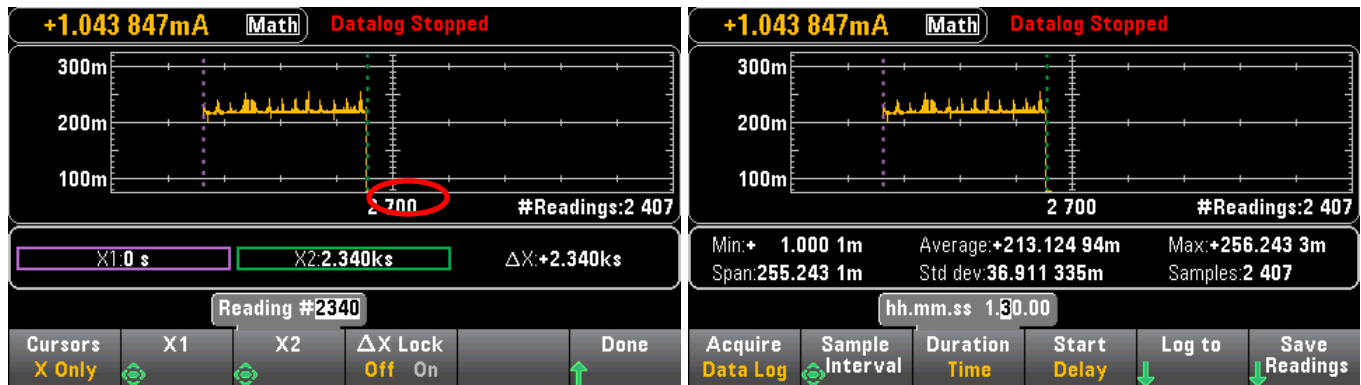 +1.043 847mA Math Datalog Stopped
300m
200m
100m
2 700 #Readings:2 407
X1:0 s X2:2.340ks ΔX:+2.340ks
Reading #2340
Cursors X1 X2 ΔX Lock Done
X Only Off On
+1.043 847mA Math Datalog Stopped
300m
200m
100m
2 700 #Readings:2 407
Min:+ 1.000 1m Average:+213.124 94m Max:+256.243 3m
Span:255.243 1m Std dev:36.911 335m Samples:2 407
hh.mm.ss 1.30.00
Acquire Sample Duration Start Log to Save
Data Log Interval Time Delay Readings